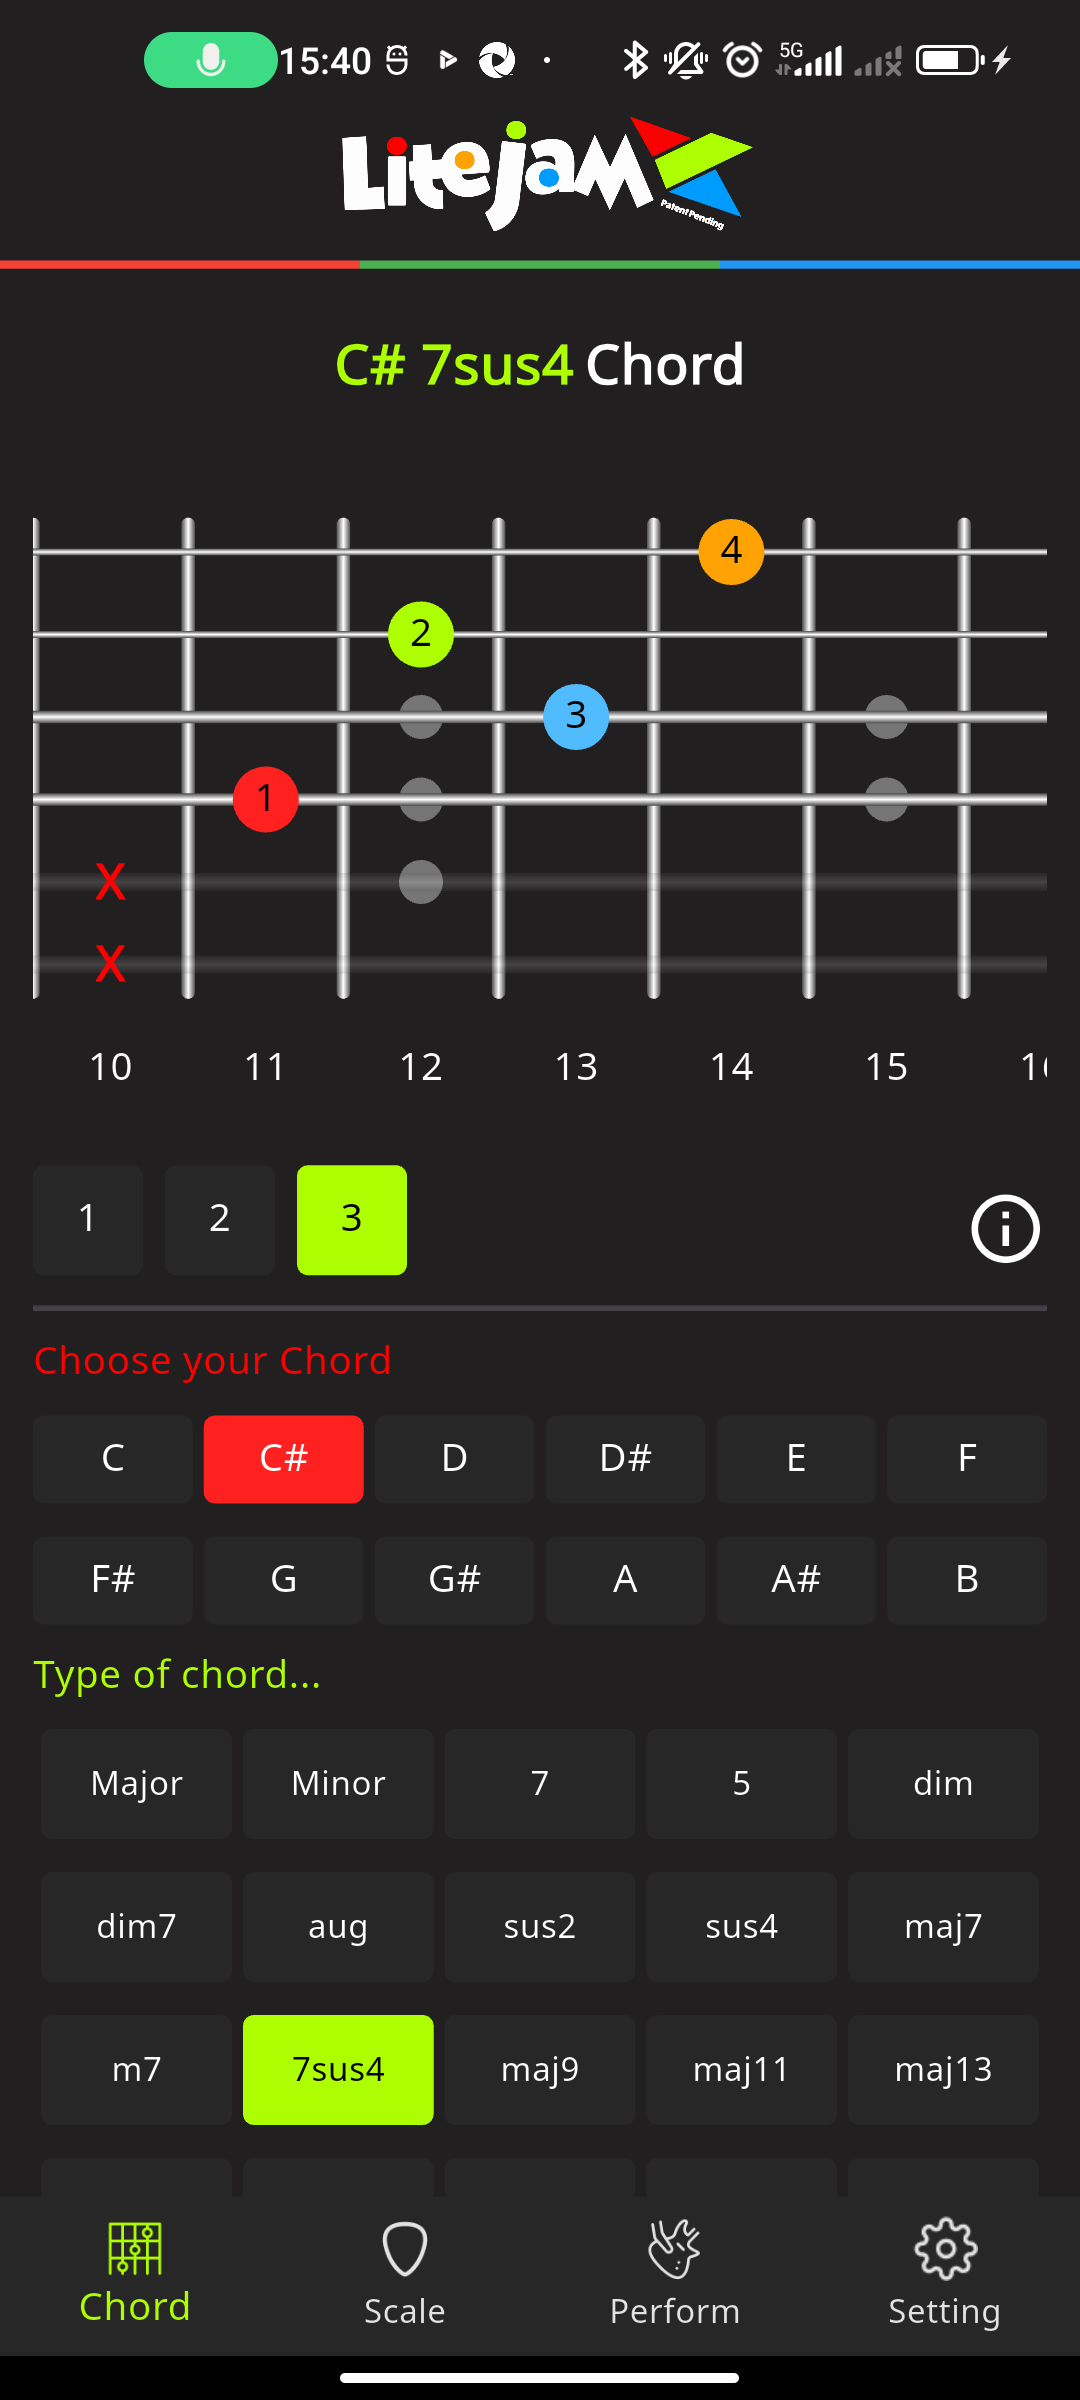 15:40 5G
Litejam
Patent Pending
C# 7sus4 Chord
4
2
3
1
X
X
10 11 12 13 14 15
1 2 3
Choose your Chord
C C# D D# E F
F# G G# A A# B
Type of chord...
Major Minor 7 5 dim
dim7 aug sus2 sus4 maj7
m7 7sus4 maj9 maj11 maj13
Chord Scale Perform Setting